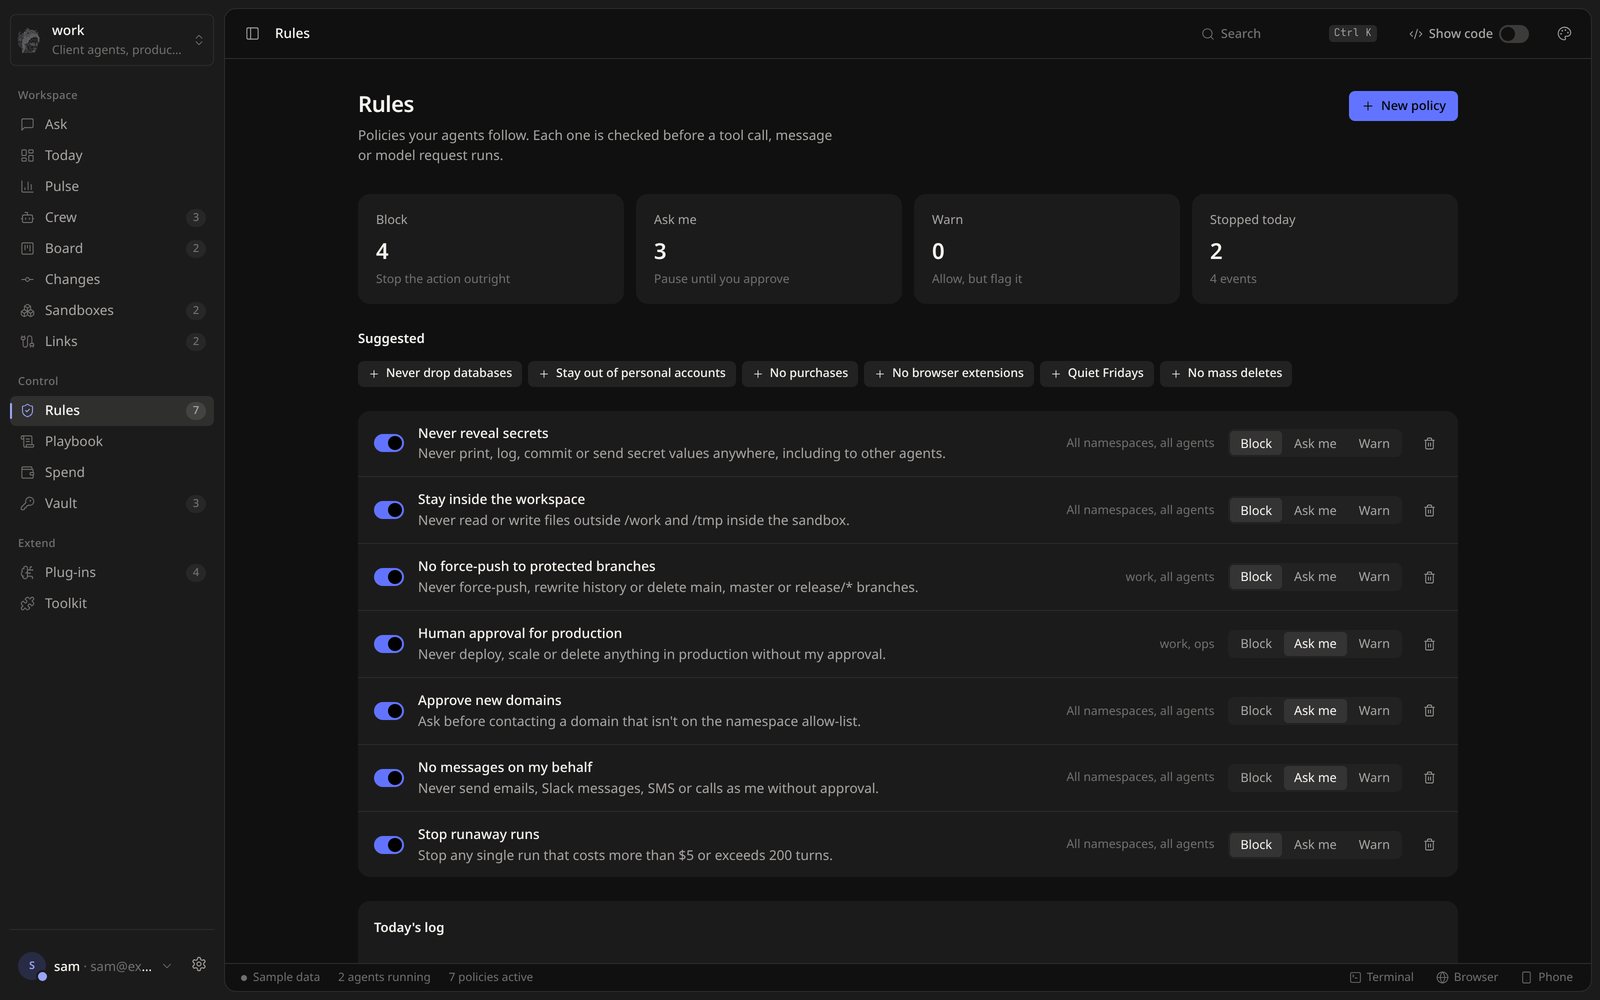 work
Client agents, produc...
Workspace
Ask
Today
Pulse
Crew 3
Board 2
Changes
Sandboxes 2
Links 2
Control
Rules 7
Playbook
Spend
Vault 3
Extend
Plug-ins 4
Toolkit
S sam · sam@ex...
Rules
Search Ctrl K
</> Show code
Rules
Policies your agents follow. Each one is checked before a tool call, message
or model request runs.
+ New policy
Block
4
Stop the action outright
Ask me
3
Pause until you approve
Warn
0
Allow, but flag it
Stopped today
2
4 events
Suggested
+ Never drop databases
+ Stay out of personal accounts
+ No purchases
+ No browser extensions
+ Quiet Fridays
+ No mass deletes
Never reveal secrets
Never print, log, commit or send secret values anywhere, including to other agents.
All namespaces, all agents Block Ask me Warn
Stay inside the workspace
Never read or write files outside /work and /tmp inside the sandbox.
All namespaces, all agents Block Ask me Warn
No force-push to protected branches
Never force-push, rewrite history or delete main, master or release/* branches.
work, all agents Block Ask me Warn
Human approval for production
Never deploy, scale or delete anything in production without my approval.
work, ops Block Ask me Warn
Approve new domains
Ask before contacting a domain that isn't on the namespace allow-list.
All namespaces, all agents Block Ask me Warn
No messages on my behalf
Never send emails, Slack messages, SMS or calls as me without approval.
All namespaces, all agents Block Ask me Warn
Stop runaway runs
Stop any single run that costs more than $5 or exceeds 200 turns.
All namespaces, all agents Block Ask me Warn
Today's log
Sample data 2 agents running 7 policies active
Terminal Browser Phone